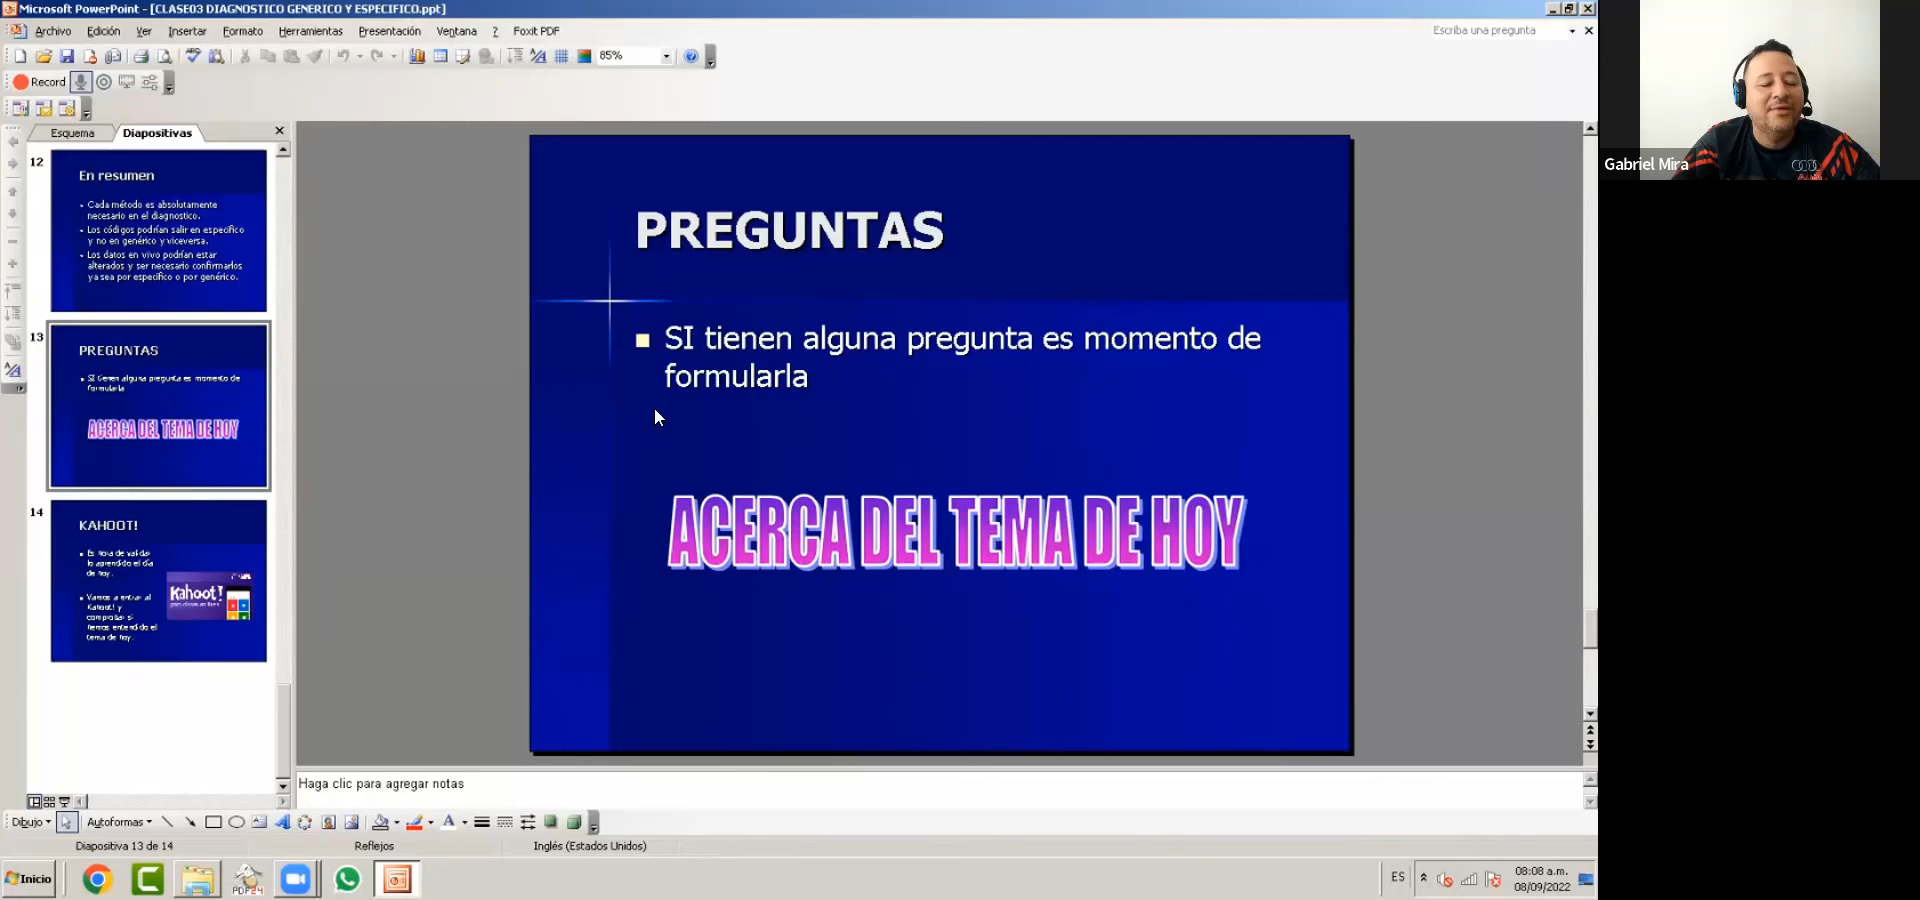 Microsoft PowerPoint - [CLASE03 DIAGNOSTICO GENERICO Y ESPECIFICO.ppt]
Archivo Edición Ver Insertar Formato Herramientas Presentación Ventana ? Foxit PDF
Escriba una pregunta
85%
Record
Esquema Diapositivas
12
En resumen
Cada método es absolutamente
necesario en el diagnostico.
Los códigos podrían salir en especifico
y no en genérico y viceversa.
Los datos en vivo podrían estar
alterados y ser necesario confirmarlos
ya sea por especifico o por genérico.
13
PREGUNTAS
SI tienen alguna pregunta es momento de
formularla
ACERCA DEL TEMA DE HOY
14
KAHOOT!
Es hora de validar
lo aprendido el día
de hoy.
Vamos a entrar al
Kahoot! y
comprobar si
hemos entendido el
tema de hoy.
Kahoot!
PREGUNTAS
SI tienen alguna pregunta es momento de
formularla
ACERCA DEL TEMA DE HOY
Haga clic para agregar notas
Dibujo Autoformas
Diapositiva 13 de 14 Reflejos Inglés (Estados Unidos)
Inicio
PDF24
ES
08:08 a.m.
08/09/2022
Gabriel Mira